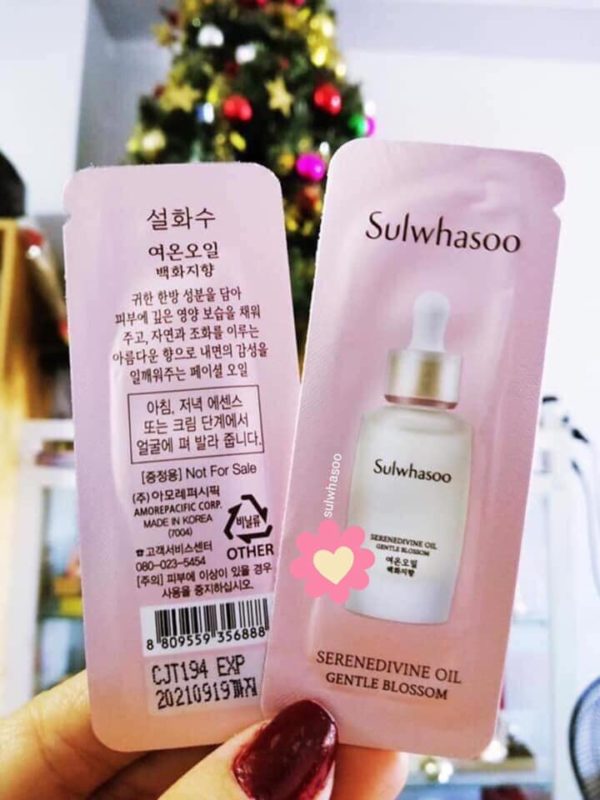 설화수
여온오일
백화지향
귀한 한방 성분을 담아
피부에 깊은 영양 보습을 채워
주고, 자연과 조화를 이루는
아름다운 향으로 내면의 감성을
일깨워주는 페이셜 오일
아침, 저녁 에센스
또는 크림 단계에서
얼굴에 펴 발라 줍니다.
[증정용] Not For Sale
(주)아모레퍼시픽
AMOREPACIFIC CORP.
MADE IN KOREA
(7004)
비닐류
OTHER
☎고객서비스센터
080-023-5454
[주의] 피부에 이상이 있을 경우
사용을 중지하십시오.
8 809559 356888
CJT194 EXP
20210919까지
Sulwhasoo
Sulwhasoo
SERENEDIVINE OIL
GENTLE BLOSSOM
여온오일
백화지향
SERENEDIVINE OIL
GENTLE BLOSSOM
sulwhasoo